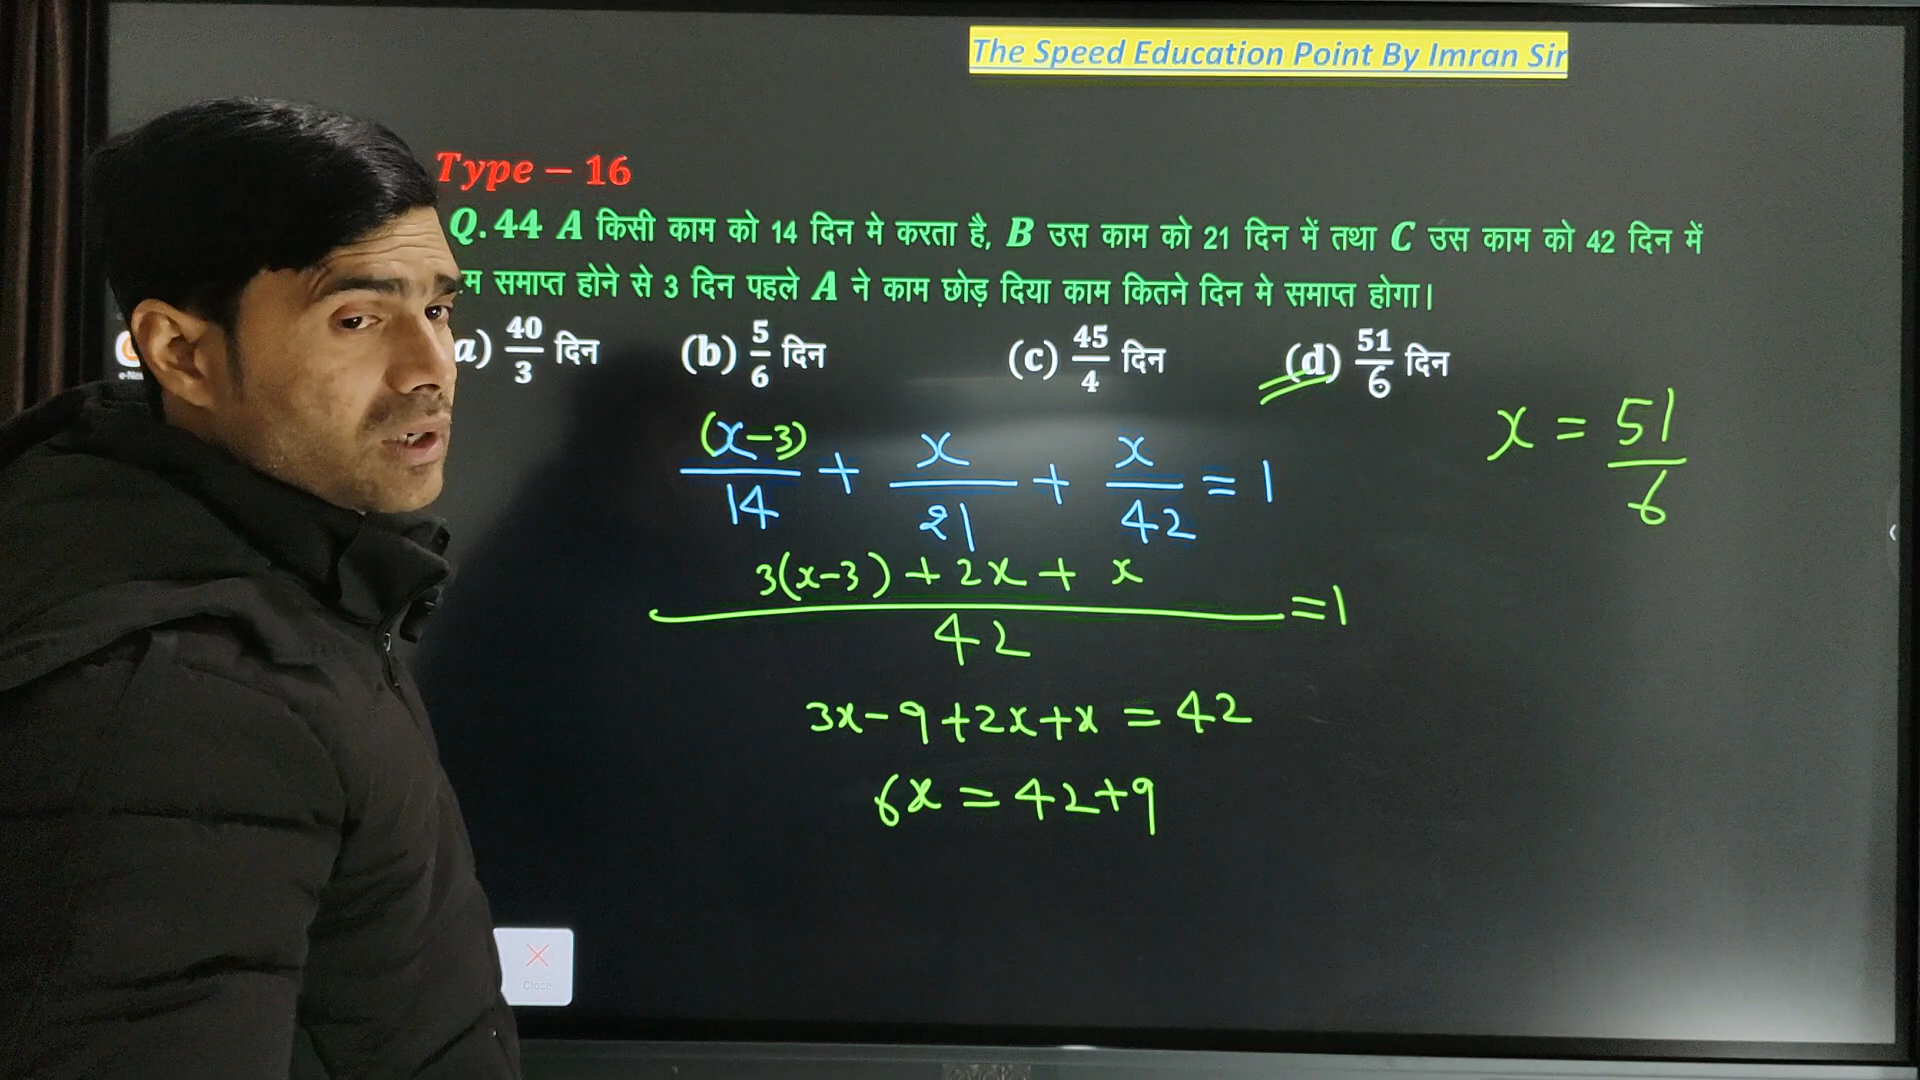 The Speed Education Point By Imran Sir
Type – 16
Q. 44 A किसी काम को 14 दिन मे करता है, B उस काम को 21 दिन में तथा C उस काम को 42 दिन में
समाप्त होने से 3 दिन पहले A ने काम छोड़ दिया काम कितने दिन मे समाप्त होगा।
a) 40/3 दिन (b) 5/6 दिन (c) 45/4 दिन (d) 51/6 दिन
(x-3)/14 + x/21 + x/42 = 1
x = 51/6
3(x-3) + 2x + x / 42 = 1
3x-9+2x+x = 42
6x = 42+9
Close